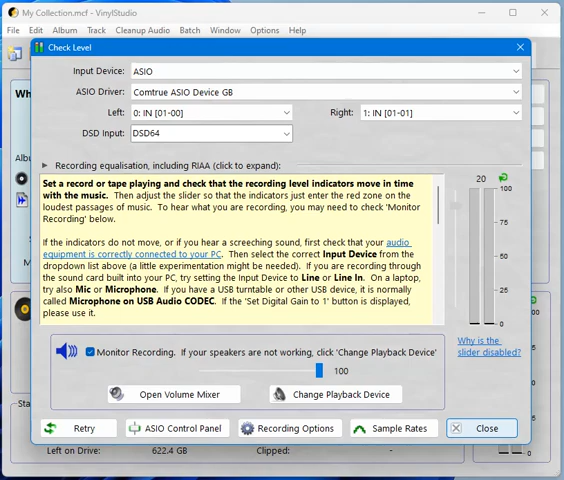 My Collection.mcf - VinylStudio
File Edit Album Track Cleanup Audio Batch Window Options Help
Check Level
Input Device: ASIO
ASIO Driver: Comtrue ASIO Device GB
Left: 0: IN [01-00] Right: 1: IN [01-01]
DSD Input: DSD64
Recording equalisation, including RIAA (click to expand):
Set a record or tape playing and check that the recording level indicators move in time
with the music. Then adjust the slider so that the indicators just enter the red zone on the
loudest passages of music. To hear what you are recording, you may need to check 'Monitor
Recording' below.
If the indicators do not move, or if you hear a screeching sound, first check that your audio
equipment is correctly connected to your PC. Then select the correct Input Device from the
dropdown list above (a little experimentation might be needed). If you are recording through
the sound card built into your PC, try setting the Input Device to Line or Line In. On a laptop,
try also Mic or Microphone. If you have a USB turntable or other USB device, it is normally
called Microphone on USB Audio CODEC. If the 'Set Digital Gain to 1' button is displayed,
please use it.
20
100
75
50
25
0
Why is the
slider disabled?
Monitor Recording. If your speakers are not working, click 'Change Playback Device'
100
Open Volume Mixer Change Playback Device
Retry ASIO Control Panel Recording Options Sample Rates Close
Wh
Albu
Sta
100
75
50
25
0
Left on Drive: 622.4 GB Clipped: -